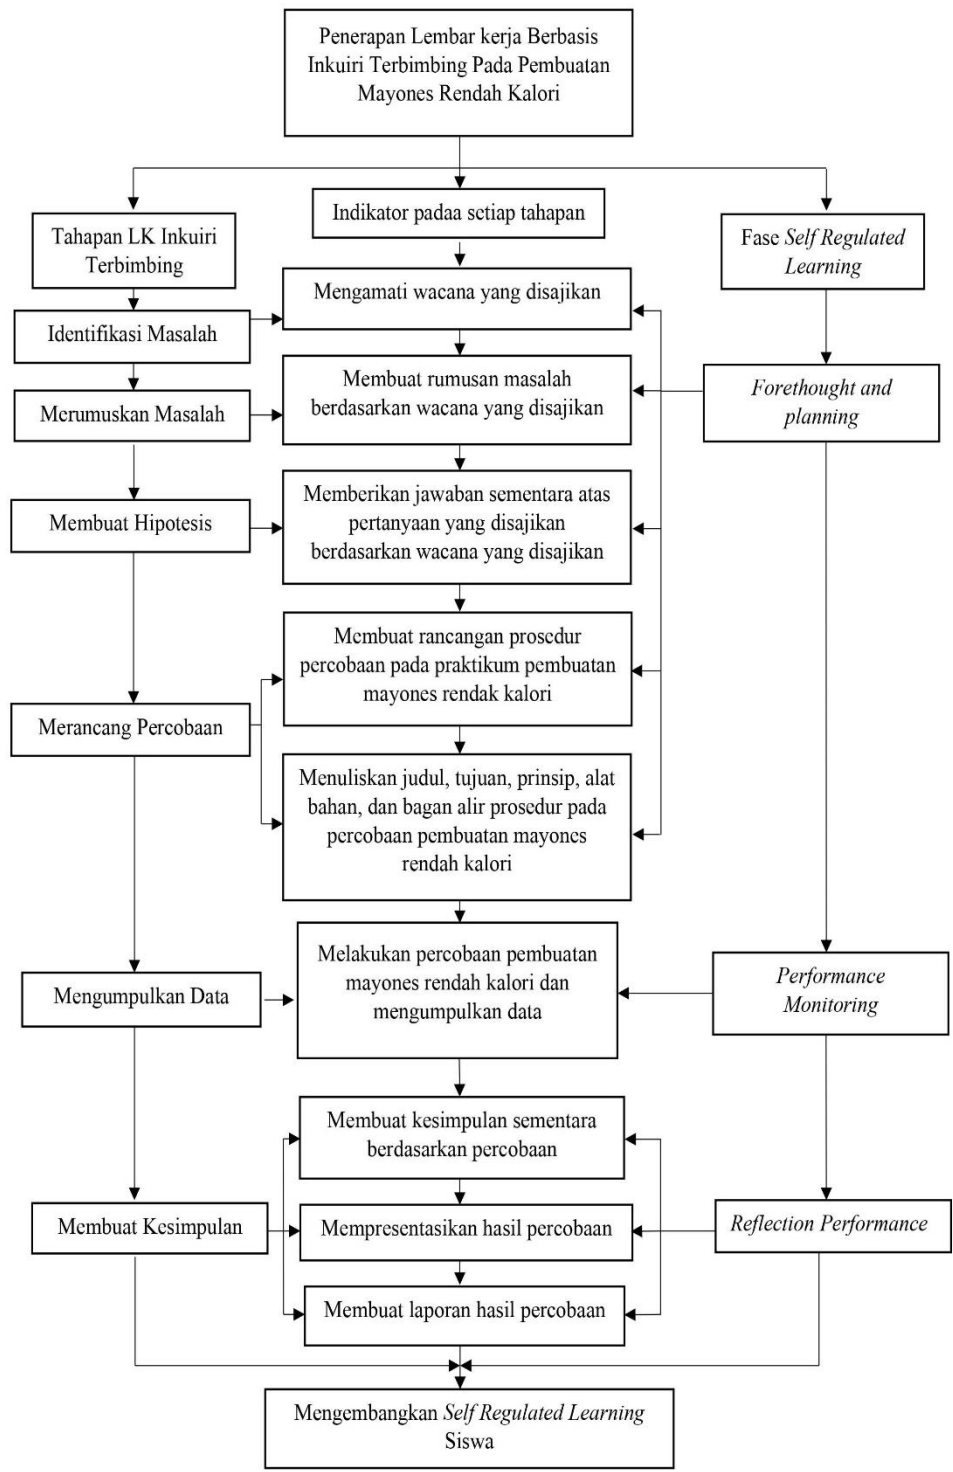 Penerapan Lembar kerja Berbasis
Inkuiri Terbimbing Pada Pembuatan
Mayones Rendah Kalori
Tahapan LK Inkuiri
Terbimbing
Indikator padaa setiap tahapan
Fase Self Regulated
Learning
Identifikasi Masalah
Mengamati wacana yang disajikan
Merumuskan Masalah
Membuat rumusan masalah
berdasarkan wacana yang disajikan
Forethought and
planning
Membuat Hipotesis
Memberikan jawaban sementara atas
pertanyaan yang disajikan
berdasarkan wacana yang disajikan
Merancang Percobaan
Membuat rancangan prosedur
percobaan pada praktikum pembuatan
mayones rendak kalori
Menuliskan judul, tujuan, prinsip, alat
bahan, dan bagan alir prosedur pada
percobaan pembuatan mayones
rendah kalori
Mengumpulkan Data
Melakukan percobaan pembuatan
mayones rendah kalori dan
mengumpulkan data
Performance
Monitoring
Membuat kesimpulan sementara
berdasarkan percobaan
Membuat Kesimpulan
Mempresentasikan hasil percobaan
Reflection Performance
Membuat laporan hasil percobaan
Mengembangkan Self Regulated Learning
Siswa